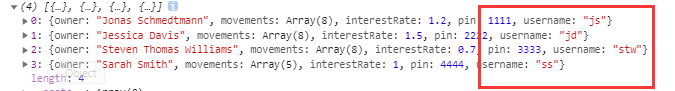 (4) [{…}, {…}, {…}, {…}] i
0: {owner: "Jonas Schmedtmann", movements: Array(8), interestRate: 1.2, pin: 1111, username: "js"}
1: {owner: "Jessica Davis", movements: Array(8), interestRate: 1.5, pin: 2222, username: "jd"}
2: {owner: "Steven Thomas Williams", movements: Array(8), interestRate: 0.7, pin: 3333, username: "stw"}
3: {owner: "Sarah Smith", movements: Array(5), interestRate: 1, pin: 4444, username: "ss"}
Object
length: 4